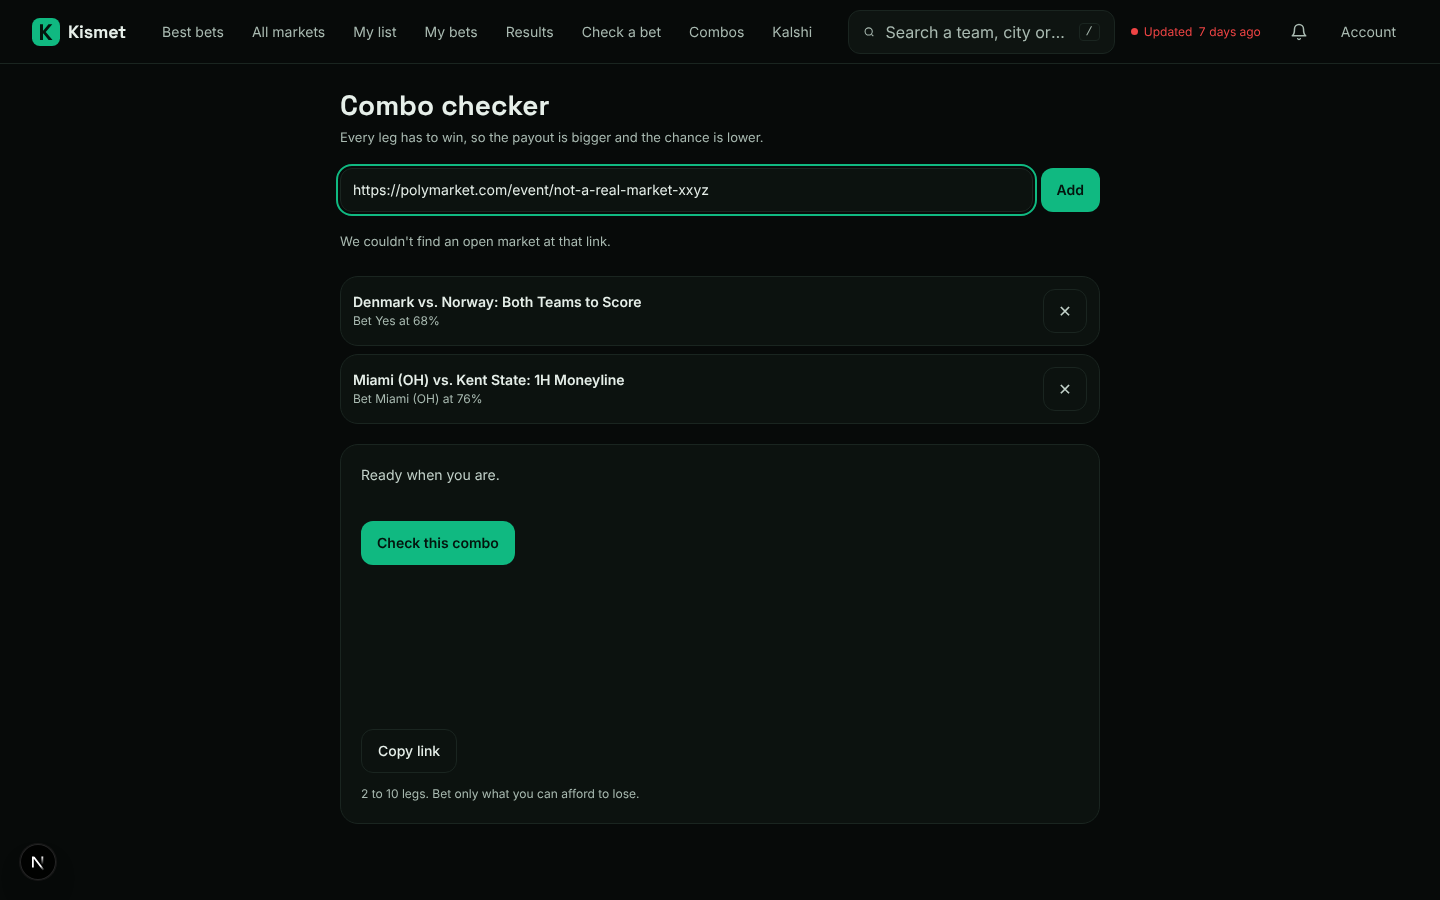 K Kismet Best bets All markets My list My bets Results Check a bet Combos Kalshi Search a team, city or... / Updated 7 days ago Account
Combo checker
Every leg has to win, so the payout is bigger and the chance is lower.
https://polymarket.com/event/not-a-real-market-xxyz Add
We couldn't find an open market at that link.
Denmark vs. Norway: Both Teams to Score
Bet Yes at 68%
Miami (OH) vs. Kent State: 1H Moneyline
Bet Miami (OH) at 76%
Ready when you are.
Check this combo
Copy link
2 to 10 legs. Bet only what you can afford to lose.
N